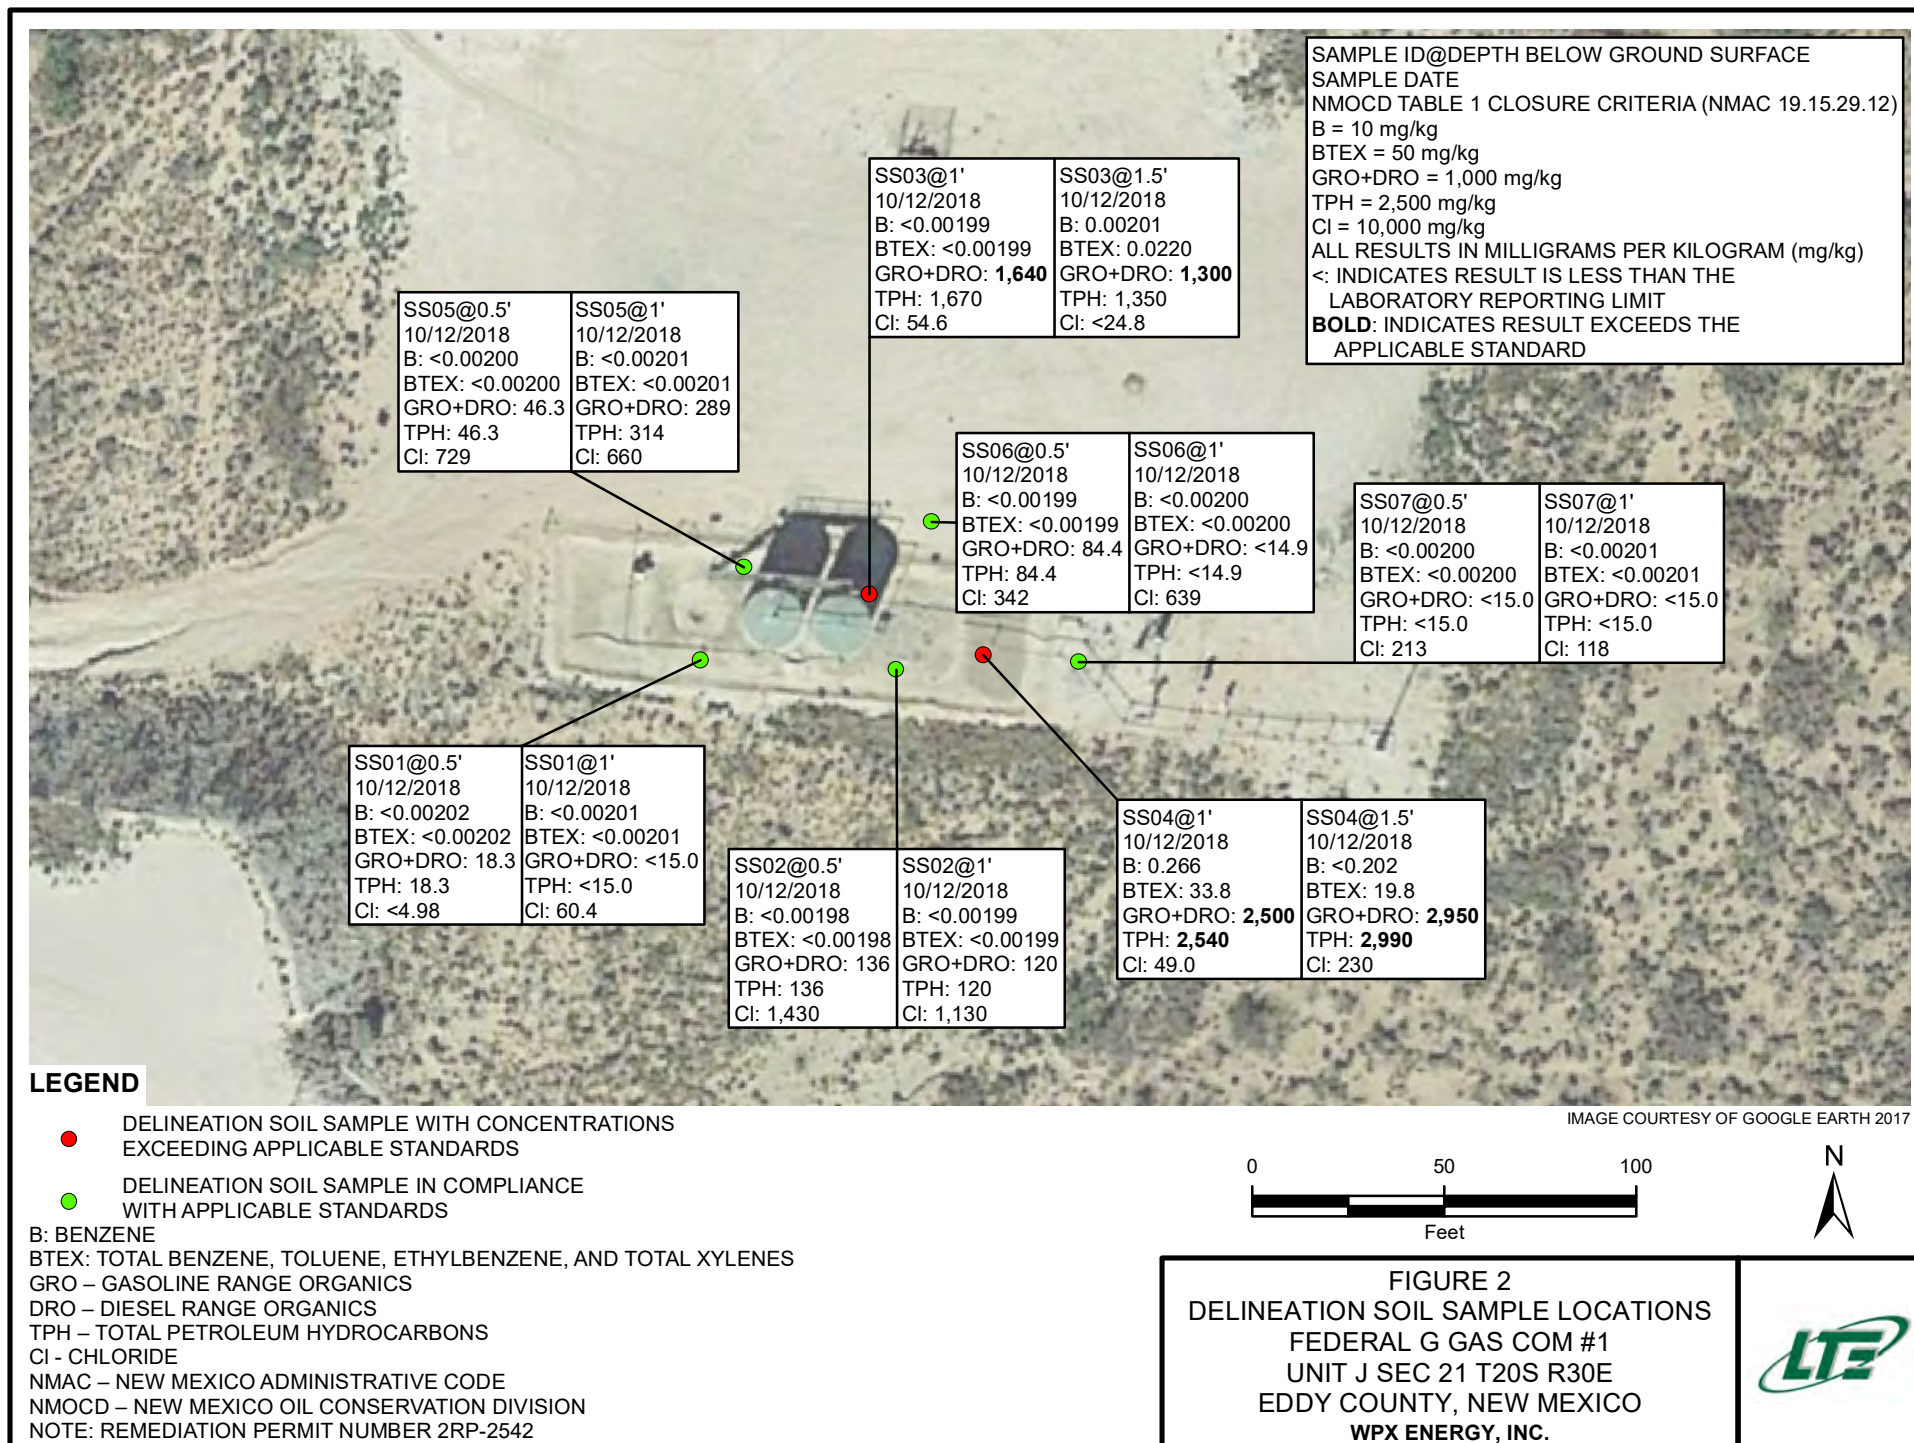 SAMPLE ID@DEPTH BELOW GROUND SURFACE
SAMPLE DATE
NMOCD TABLE 1 CLOSURE CRITERIA (NMAC 19.15.29.12)
B = 10 mg/kg
BTEX = 50 mg/kg
GRO+DRO = 1,000 mg/kg
TPH = 2,500 mg/kg
Cl = 10,000 mg/kg
ALL RESULTS IN MILLIGRAMS PER KILOGRAM (mg/kg)
<: INDICATES RESULT IS LESS THAN THE
LABORATORY REPORTING LIMIT
BOLD: INDICATES RESULT EXCEEDS THE
APPLICABLE STANDARD
SS03@1'
10/12/2018
B: <0.00199
BTEX: <0.00199
GRO+DRO: 1,640
TPH: 1,670
Cl: 54.6
SS03@1.5'
10/12/2018
B: 0.00201
BTEX: 0.0220
GRO+DRO: 1,300
TPH: 1,350
Cl: <24.8
SS05@0.5'
10/12/2018
B: <0.00200
BTEX: <0.00200
GRO+DRO: 46.3
TPH: 46.3
Cl: 729
SS05@1'
10/12/2018
B: <0.00201
BTEX: <0.00201
GRO+DRO: 289
TPH: 314
Cl: 660
SS06@0.5'
10/12/2018
B: <0.00199
BTEX: <0.00199
GRO+DRO: 84.4
TPH: 84.4
Cl: 342
SS06@1'
10/12/2018
B: <0.00200
BTEX: <0.00200
GRO+DRO: <14.9
TPH: <14.9
Cl: 639
SS07@0.5'
10/12/2018
B: <0.00200
BTEX: <0.00200
GRO+DRO: <15.0
TPH: <15.0
Cl: 213
SS07@1'
10/12/2018
B: <0.00201
BTEX: <0.00201
GRO+DRO: <15.0
TPH: <15.0
Cl: 118
SS01@0.5'
10/12/2018
B: <0.00202
BTEX: <0.00202
GRO+DRO: 18.3
TPH: 18.3
Cl: <4.98
SS01@1'
10/12/2018
B: <0.00201
BTEX: <0.00201
GRO+DRO: <15.0
TPH: <15.0
Cl: 60.4
SS02@0.5'
10/12/2018
B: <0.00198
BTEX: <0.00198
GRO+DRO: 136
TPH: 136
Cl: 1,430
SS02@1'
10/12/2018
B: <0.00199
BTEX: <0.00199
GRO+DRO: 120
TPH: 120
Cl: 1,130
SS04@1'
10/12/2018
B: 0.266
BTEX: 33.8
GRO+DRO: 2,500
TPH: 2,540
Cl: 49.0
SS04@1.5'
10/12/2018
B: <0.202
BTEX: 19.8
GRO+DRO: 2,950
TPH: 2,990
Cl: 230
LEGEND
DELINEATION SOIL SAMPLE WITH CONCENTRATIONS
EXCEEDING APPLICABLE STANDARDS
DELINEATION SOIL SAMPLE IN COMPLIANCE
WITH APPLICABLE STANDARDS
B: BENZENE
BTEX: TOTAL BENZENE, TOLUENE, ETHYLBENZENE, AND TOTAL XYLENES
GRO – GASOLINE RANGE ORGANICS
DRO – DIESEL RANGE ORGANICS
TPH – TOTAL PETROLEUM HYDROCARBONS
Cl - CHLORIDE
NMAC – NEW MEXICO ADMINISTRATIVE CODE
NMOCD – NEW MEXICO OIL CONSERVATION DIVISION
NOTE: REMEDIATION PERMIT NUMBER 2RP-2542
IMAGE COURTESY OF GOOGLE EARTH 2017
0 50 100
Feet
N
FIGURE 2
DELINEATION SOIL SAMPLE LOCATIONS
FEDERAL G GAS COM #1
UNIT J SEC 21 T20S R30E
EDDY COUNTY, NEW MEXICO
WPX ENERGY, INC.
LTE